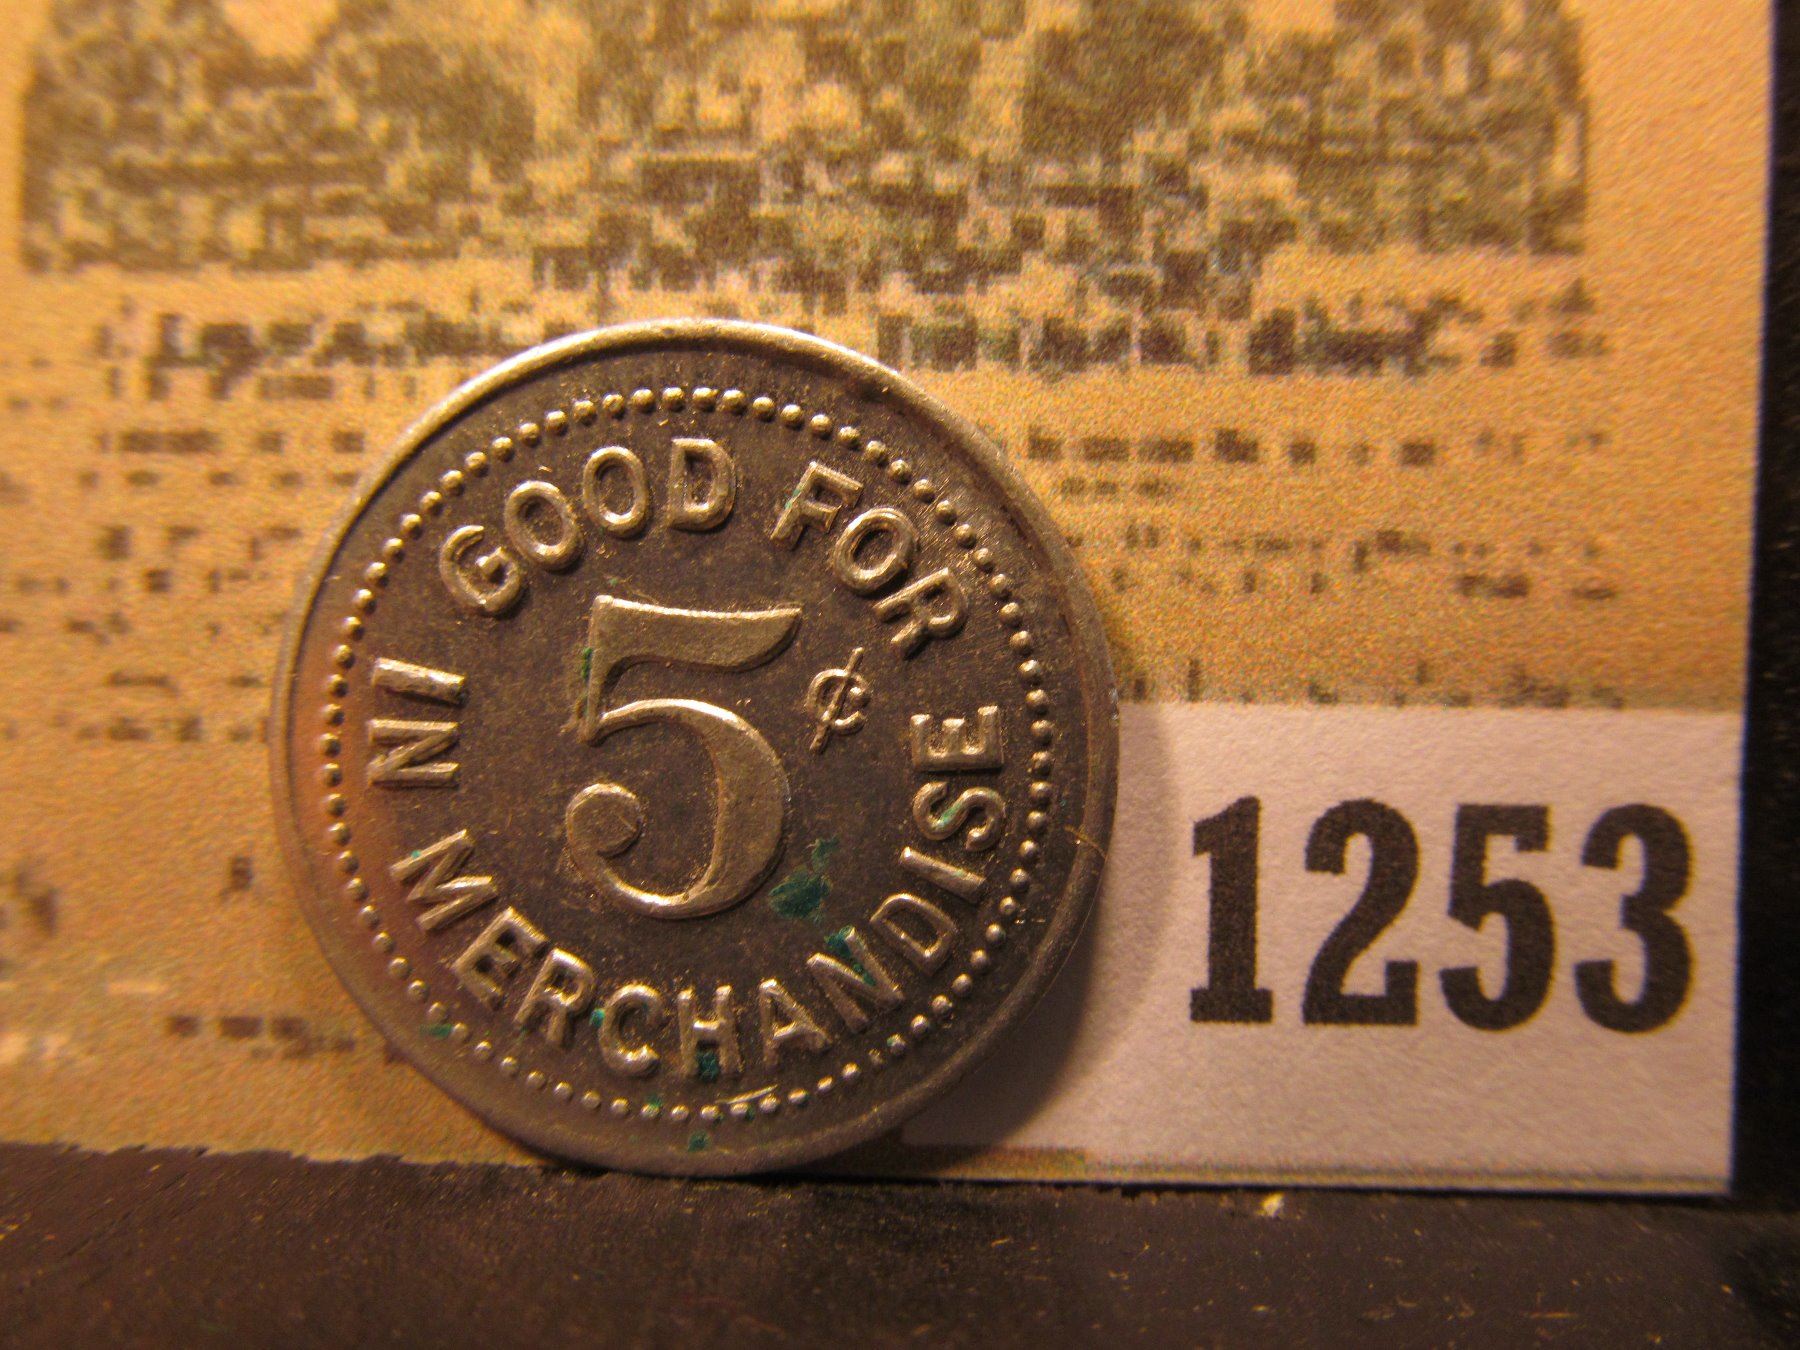 GOOD FOR
5¢
IN MERCHANDISE
1253